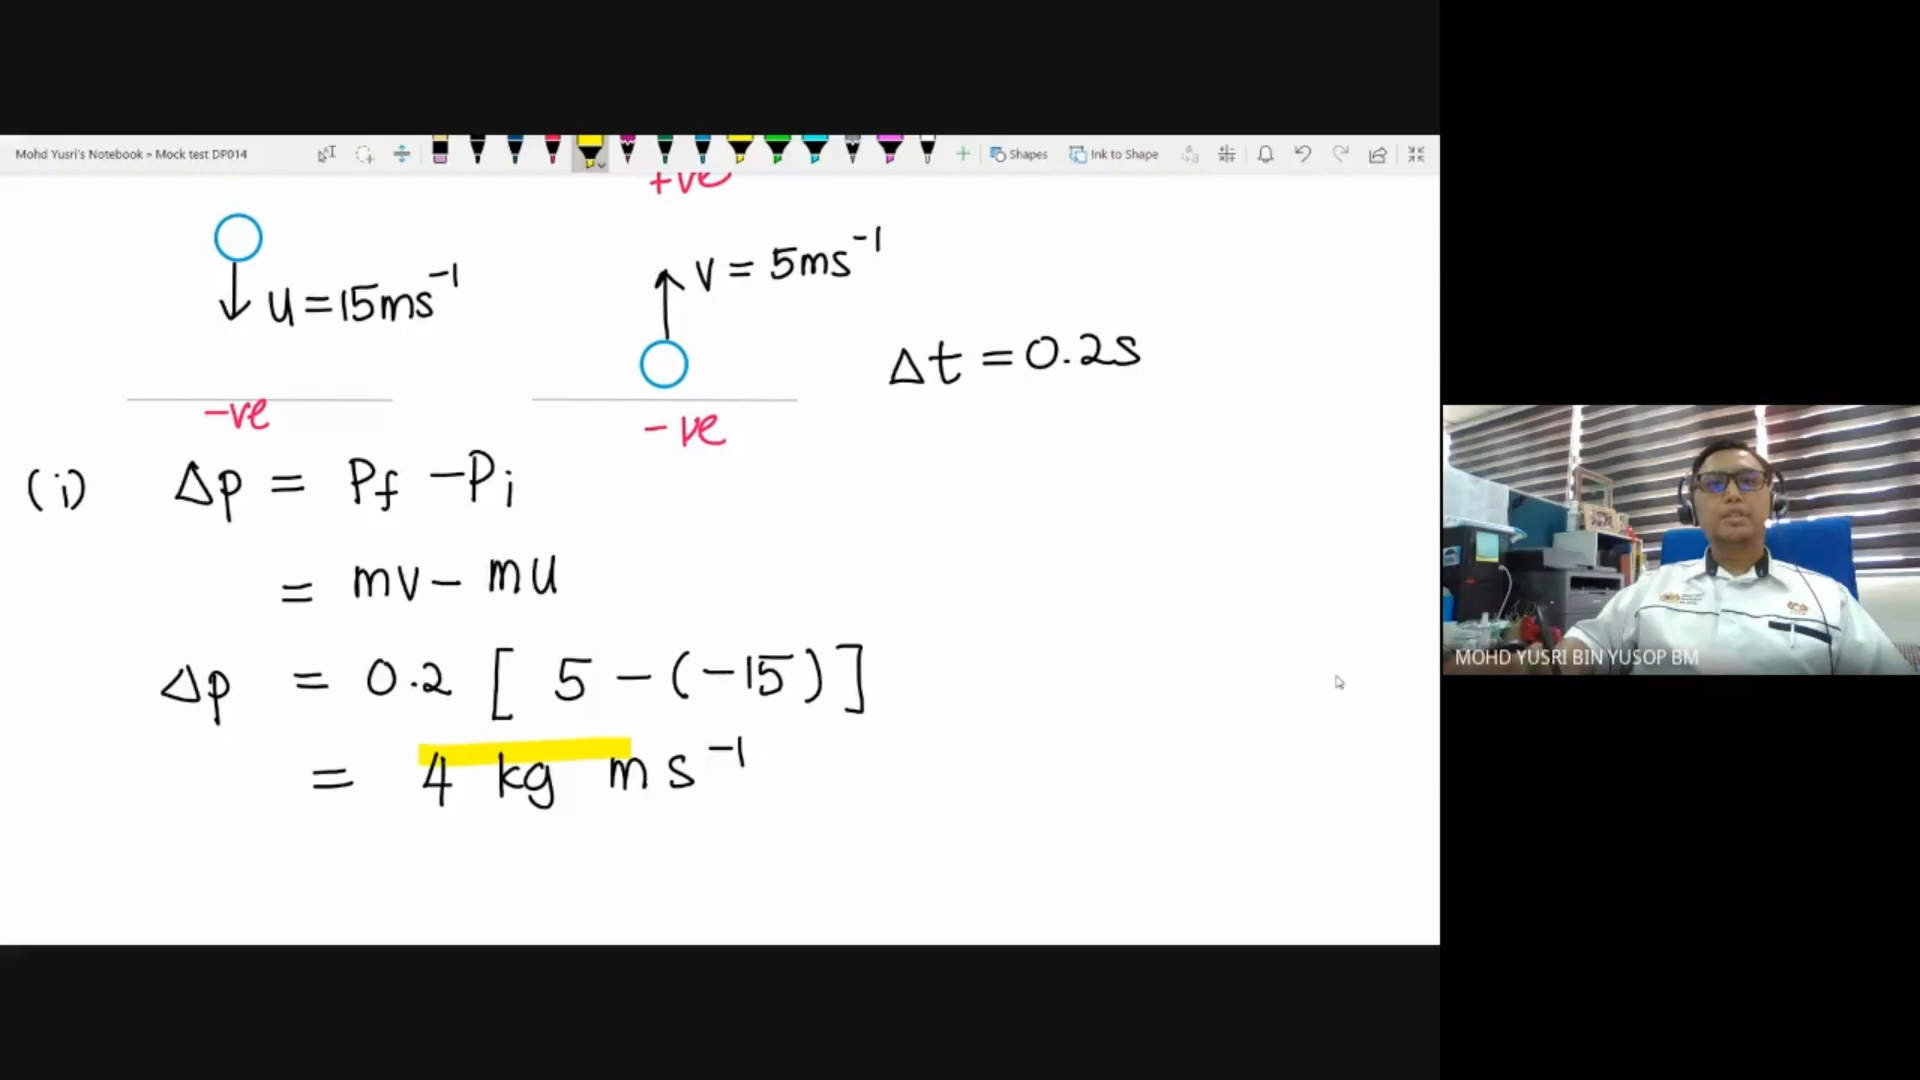 Mohd Yusri's Notebook » Mock test DP014
Shapes
Ink to Shape
+ve
u = 15ms⁻¹
v = 5ms⁻¹
Δt = 0.2s
-ve
-ve
(i) Δp = Pf - Pi
= mv - mu
Δp = 0.2 [ 5 - (-15) ]
= 4 kg ms⁻¹
MOHD YUSRI BIN YUSOP BM